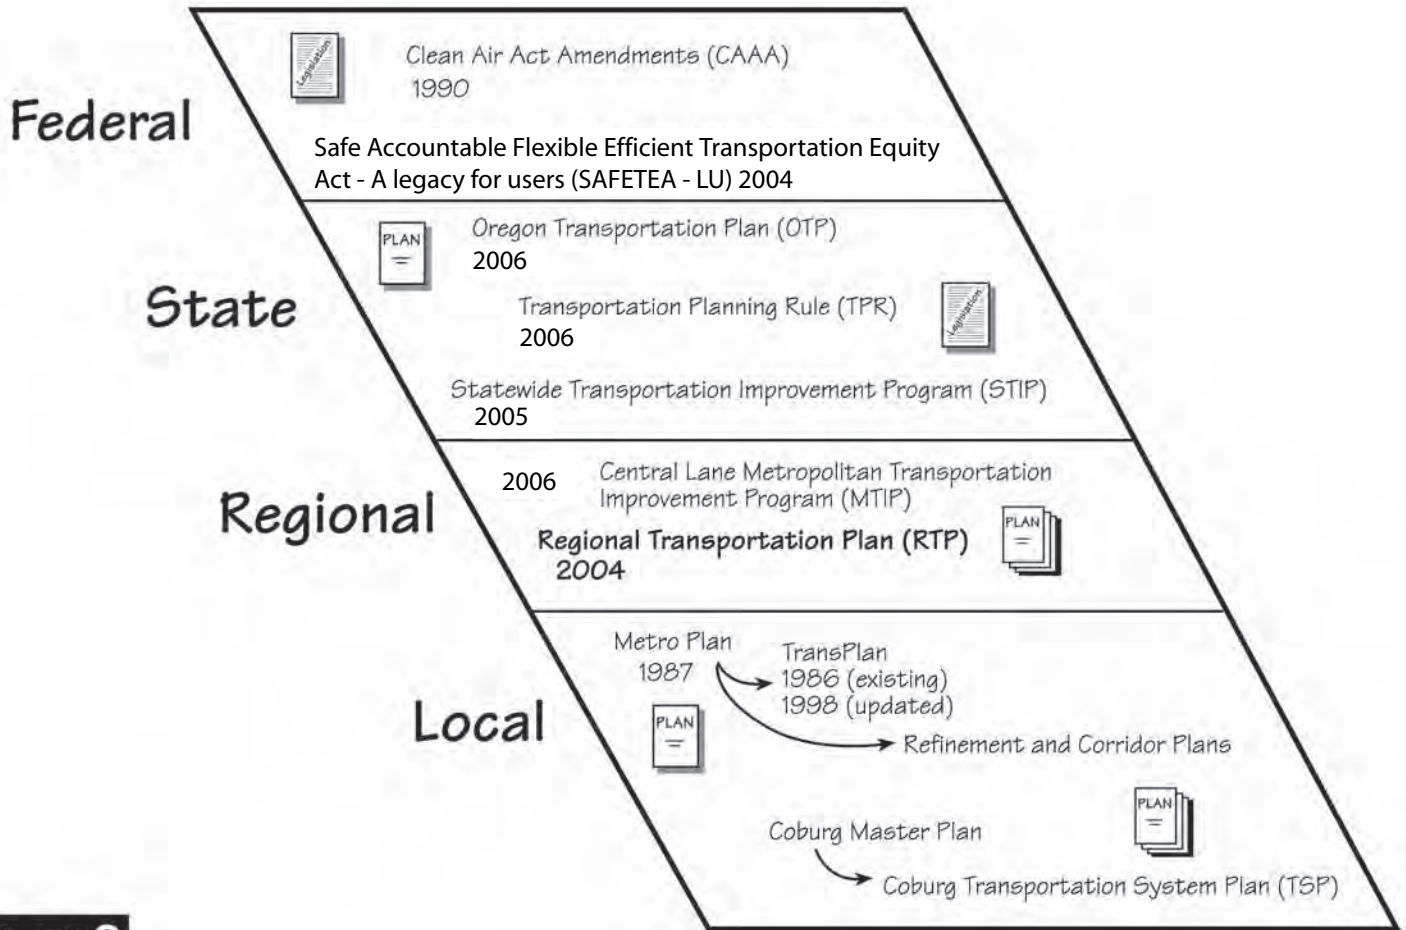 Legislation
Clean Air Act Amendments (CAAA)
1990
Federal
Safe Accountable Flexible Efficient Transportation Equity
Act - A legacy for users (SAFETEA - LU) 2004
PLAN
Oregon Transportation Plan (OTP)
2006
State
Transportation Planning Rule (TPR)
2006
Legislation
Statewide Transportation Improvement Program (STIP)
2005
Regional
2006
Central Lane Metropolitan Transportation
Improvement Program (MTIP)
Regional Transportation Plan (RTP)
2004
PLAN
Local
Metro Plan
1987
PLAN
TransPlan
1986 (existing)
1998 (updated)
Refinement and Corridor Plans
PLAN
Coburg Master Plan
Coburg Transportation System Plan (TSP)